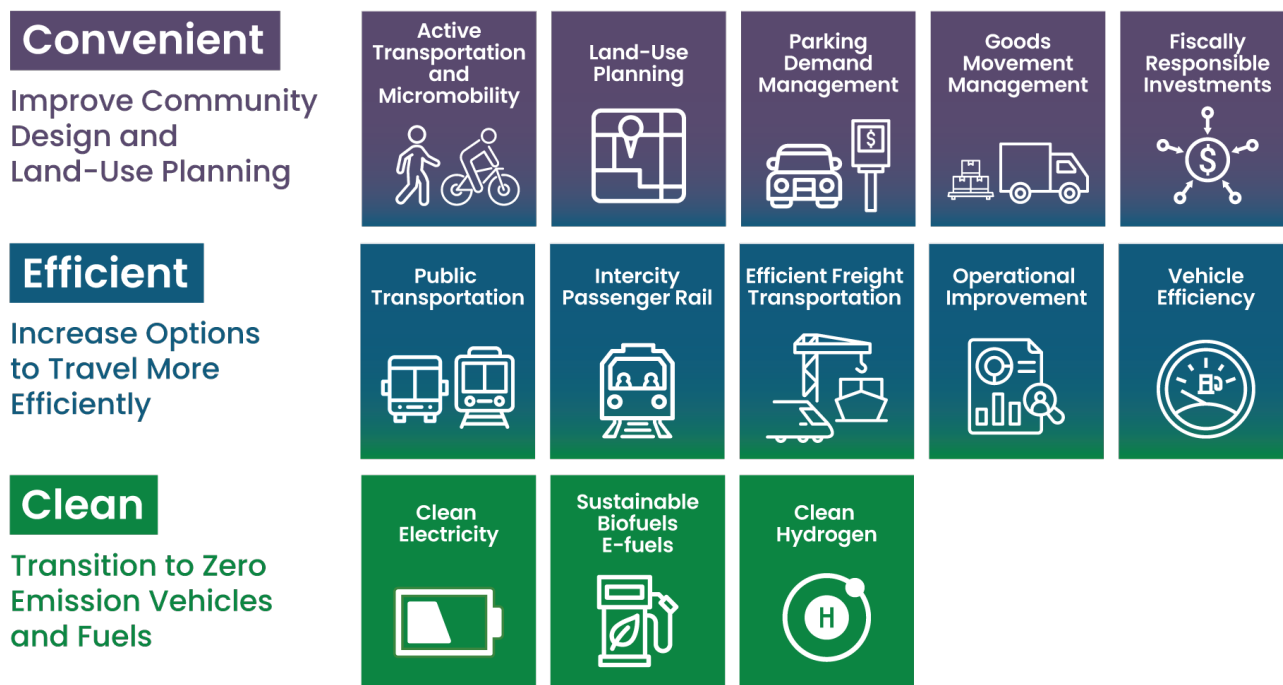 Convenient
Improve Community
Design and
Land-Use Planning
Active
Transportation
and
Micromobility
Land-Use
Planning
Parking
Demand
Management
$
Goods
Movement
Management
Fiscally
Responsible
Investments
$
Efficient
Increase Options
to Travel More
Efficiently
Public
Transportation
Intercity
Passenger Rail
Efficient Freight
Transportation
Operational
Improvement
Vehicle
Efficiency
Clean
Transition to Zero
Emission Vehicles
and Fuels
Clean
Electricity
Sustainable
Biofuels
E-fuels
Clean
Hydrogen
H